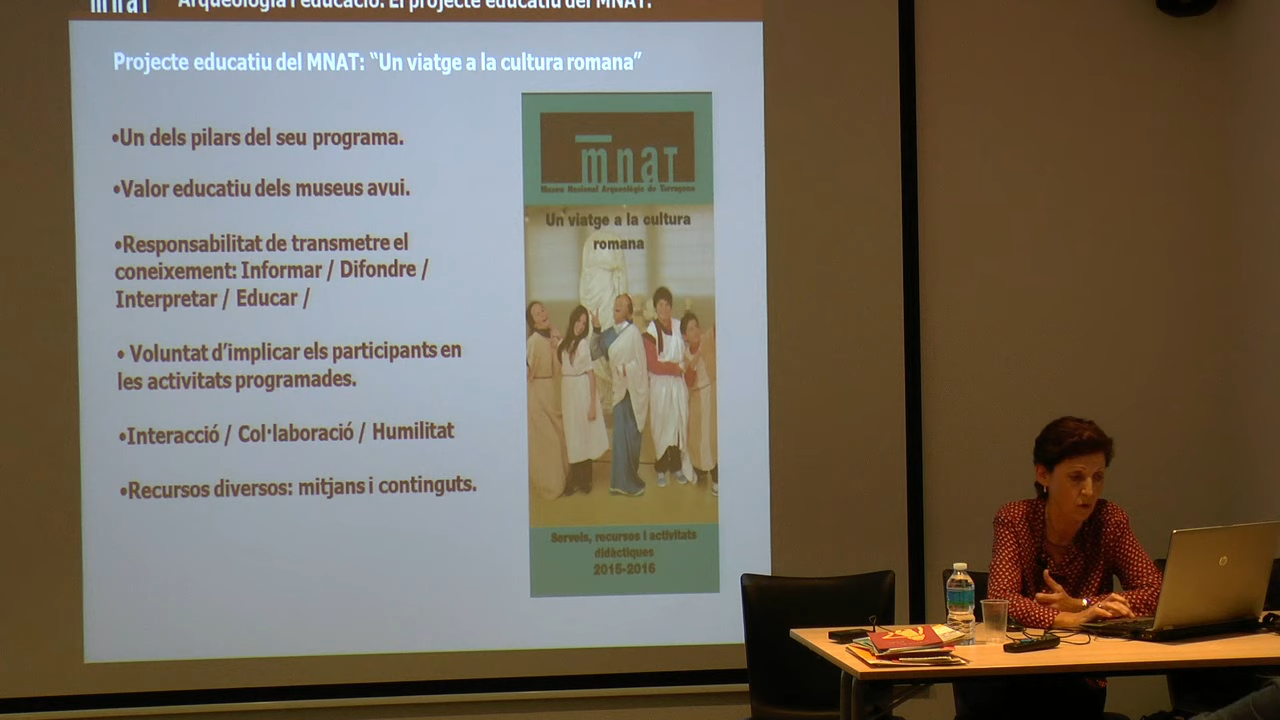 mnaT Arqueologia i educació. El projecte educatiu del MNAT.
Projecte educatiu del MNAT: “Un viatge a la cultura romana”
•Un dels pilars del seu programa.
•Valor educatiu dels museus avui.
•Responsabilitat de transmetre el
coneixement: Informar / Difondre /
Interpretar / Educar /
• Voluntat d’implicar els participants en
les activitats programades.
•Interacció / Col·laboració / Humilitat
•Recursos diversos: mitjans i continguts.
mnaT
Museu Nacional Arqueològic de Tarragona
Un viatge a la cultura
romana
Serveis, recursos i activitats
didàctiques
2015-2016
hp